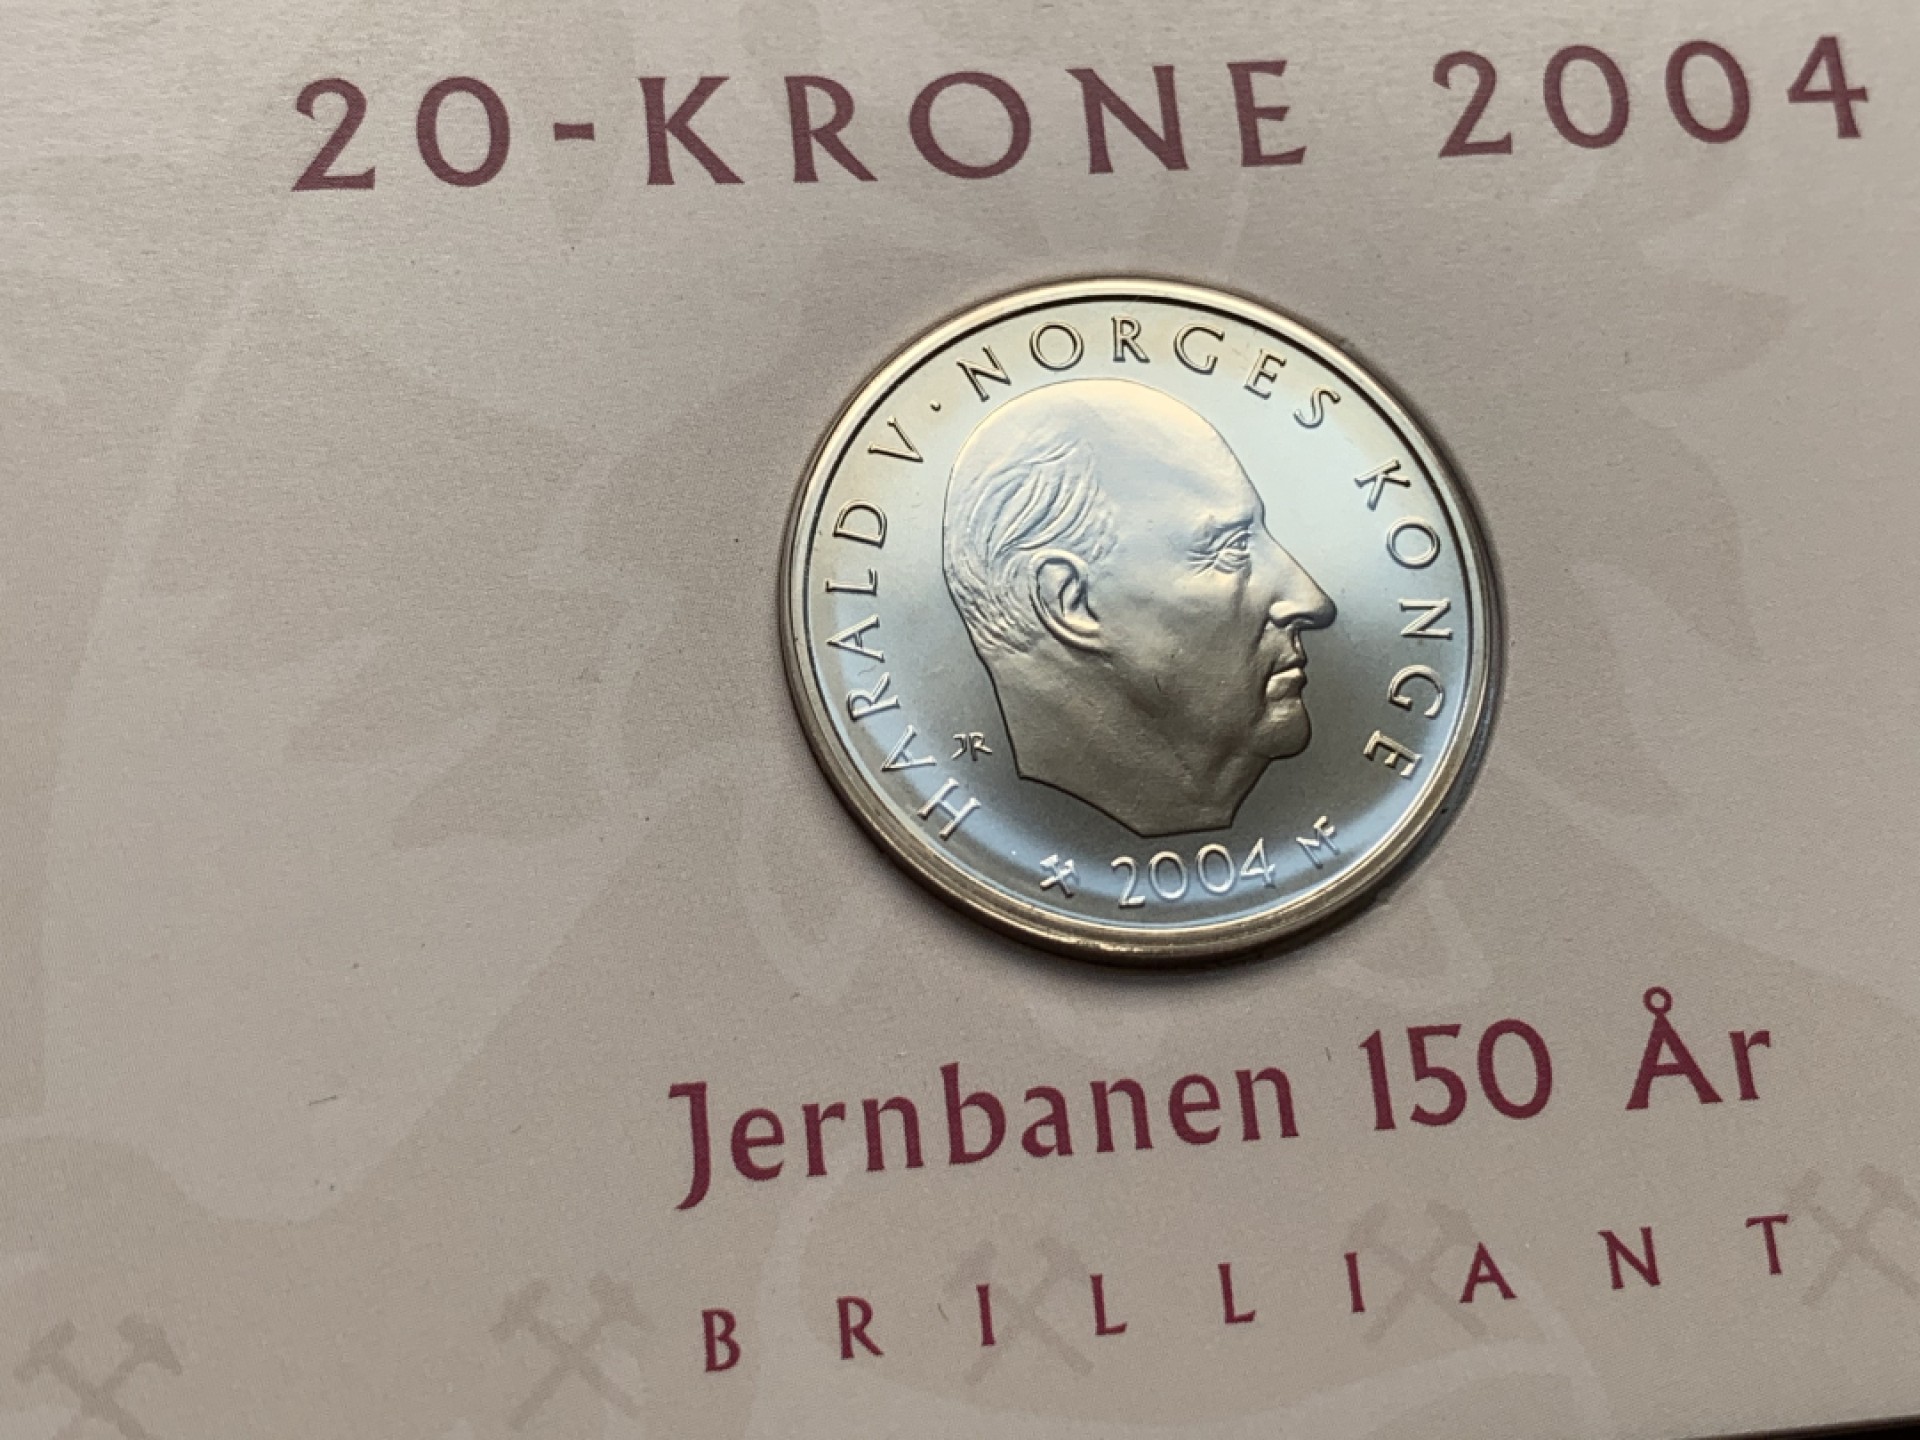 20-KRONE 2004
HARALD V · NORGES KONGE
JR
2004 MF
Jernbanen 150 År
BRILLIANT